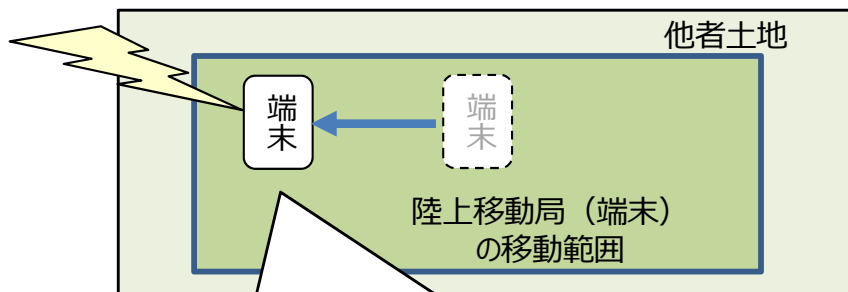 他者土地
端末
端末
陸上移動局（端末）
の移動範囲